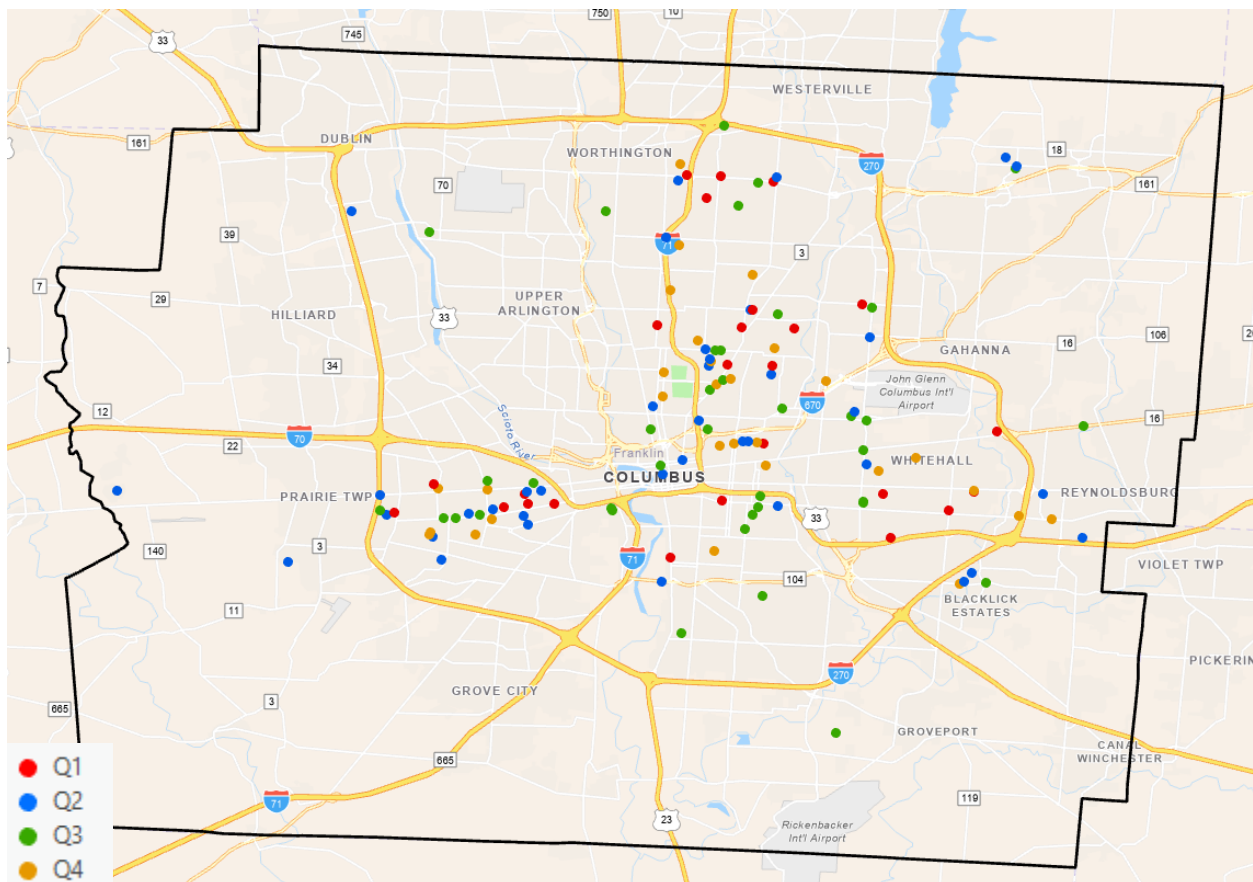 750
10
745
33
WESTERVILLE
161
DUBLIN
WORTHINGTON
18
270
161
70
39
71
3
7
29
UPPER
ARLINGTON
33
HILLIARD
106
GAHANNA
16
34
John Glenn
Columbus Int'l
Airport
670
12
Scioto River
16
70
22
Franklin
WHITEHALL
COLUMBUS
PRAIRIE TWP
REYNOLDSBURG
33
140
3
71
VIOLET TWP
104
BLACKLICK
ESTATES
11
PICKERIN
270
GROVE CITY
3
665
GROVEPORT
CANAL
WINCHESTER
665
Q1
71
119
Q2
23
Rickenbacker
Int'l Airport
Q3
Q4